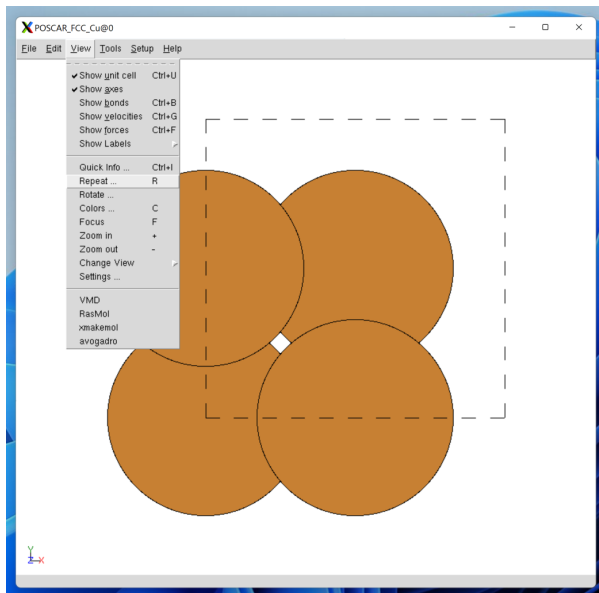 POSCAR_FCC_Cu@0
File Edit View Tools Setup Help
Show unit cell Ctrl+U
Show axes
Show bonds Ctrl+B
Show velocities Ctrl+G
Show forces Ctrl+F
Show Labels
Quick Info ... Ctrl+I
Repeat ... R
Rotate ...
Colors ... C
Focus F
Zoom in +
Zoom out -
Change View
Settings ...
VMD
RasMol
xmakemol
avogadro
Y
Z X